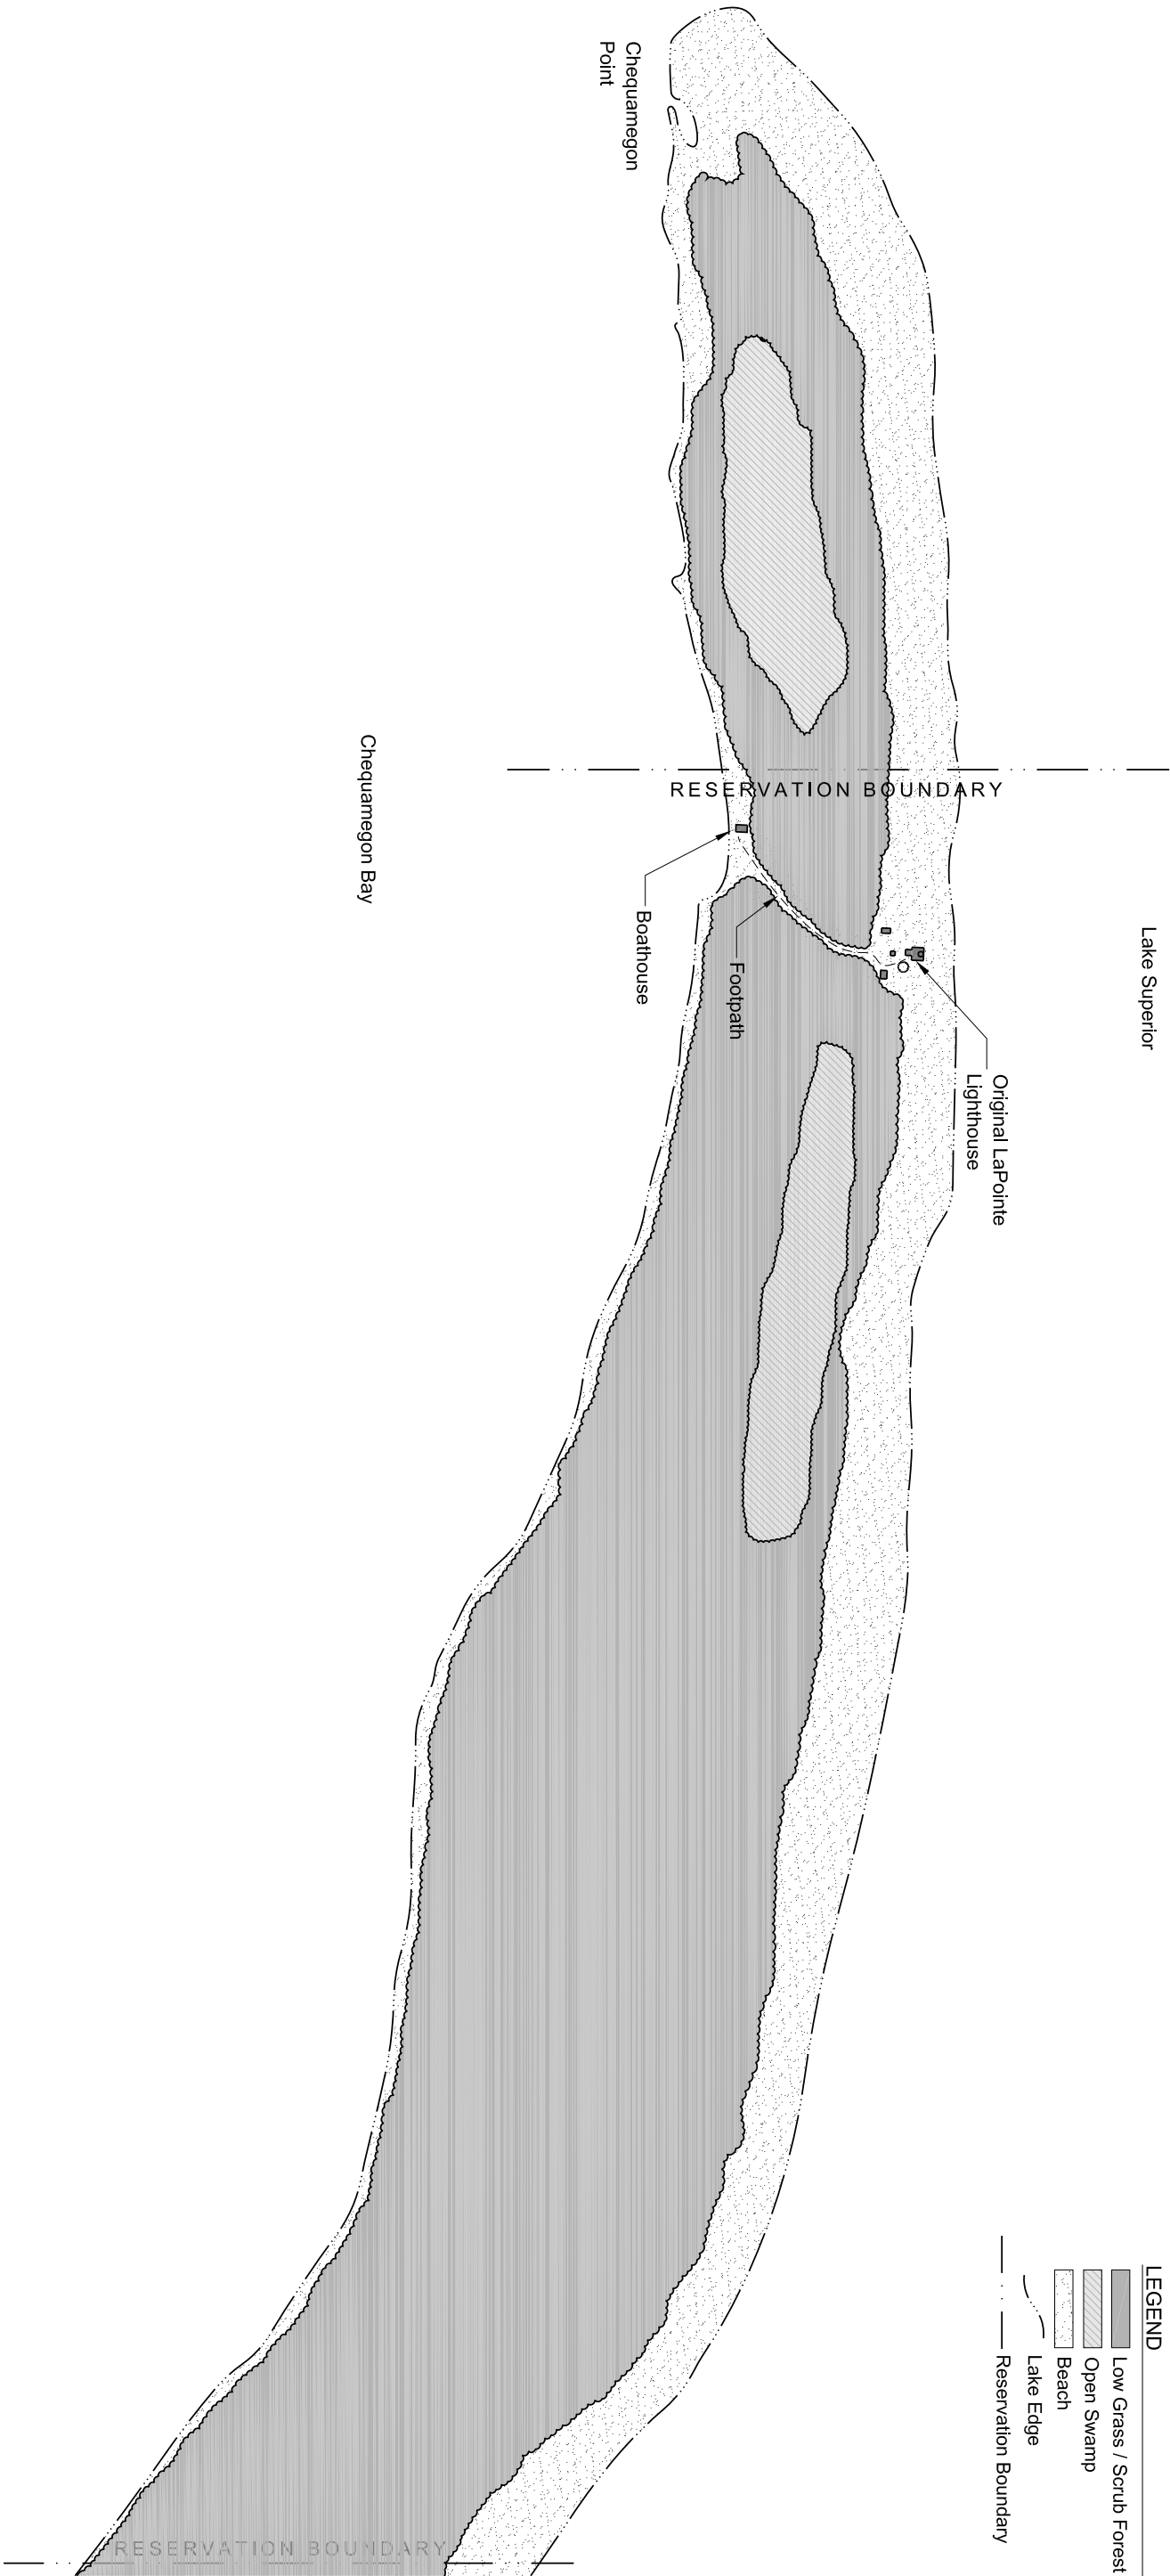 Chequamegon
Point
Chequamegon Bay
RESERVATION BOUNDARY
Boathouse
Footpath
Lake Superior
Original LaPointe
Lighthouse
LEGEND
Low Grass / Scrub Forest
Open Swamp
Beach
Lake Edge
Reservation Boundary
RESERVATION BOUNDARY